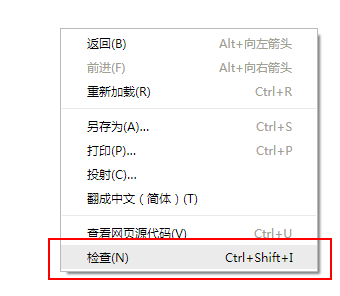 返回(B) Alt+向左箭头
前进(F) Alt+向右箭头
重新加载(R) Ctrl+R
另存为(A)... Ctrl+S
打印(P)... Ctrl+P
投射(C)...
翻成中文（简体）(T)
查看网页源代码(V) Ctrl+U
检查(N) Ctrl+Shift+I